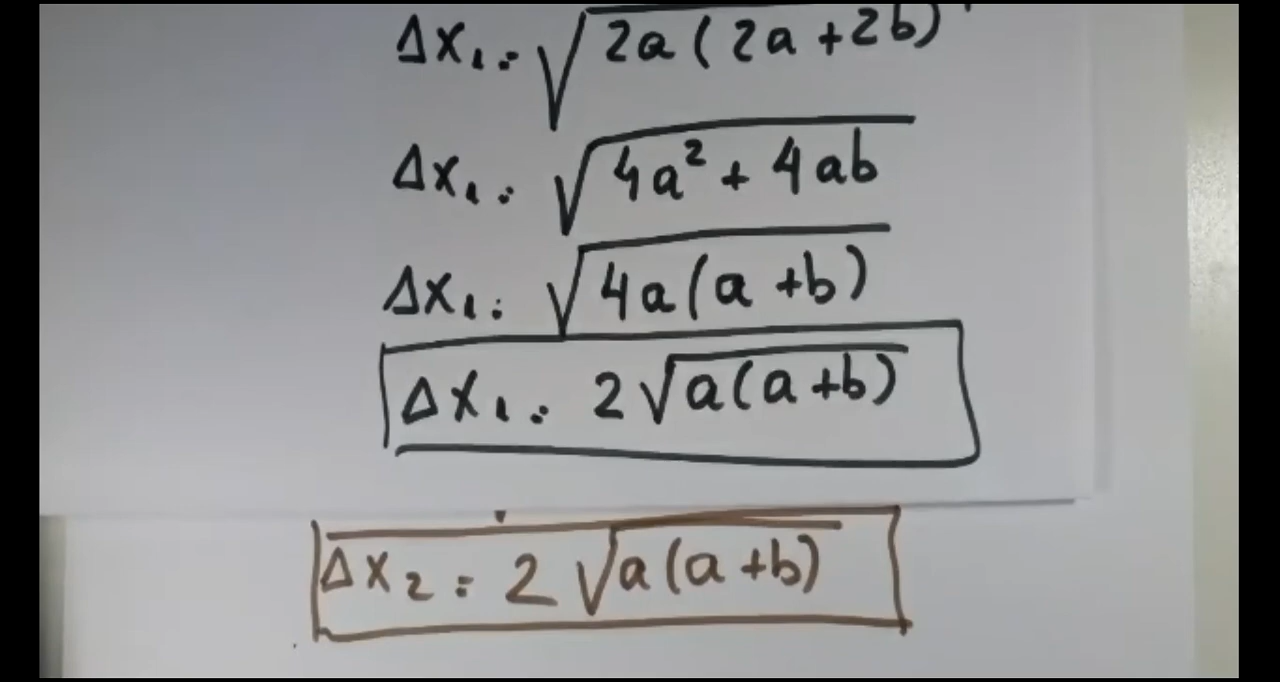 Δx₁ = √2a(2a+2b)
Δx₁ = √4a² + 4ab
Δx₁ = √4a(a+b)
Δx₁ = 2√a(a+b)
Δx₂ = 2√a(a+b)